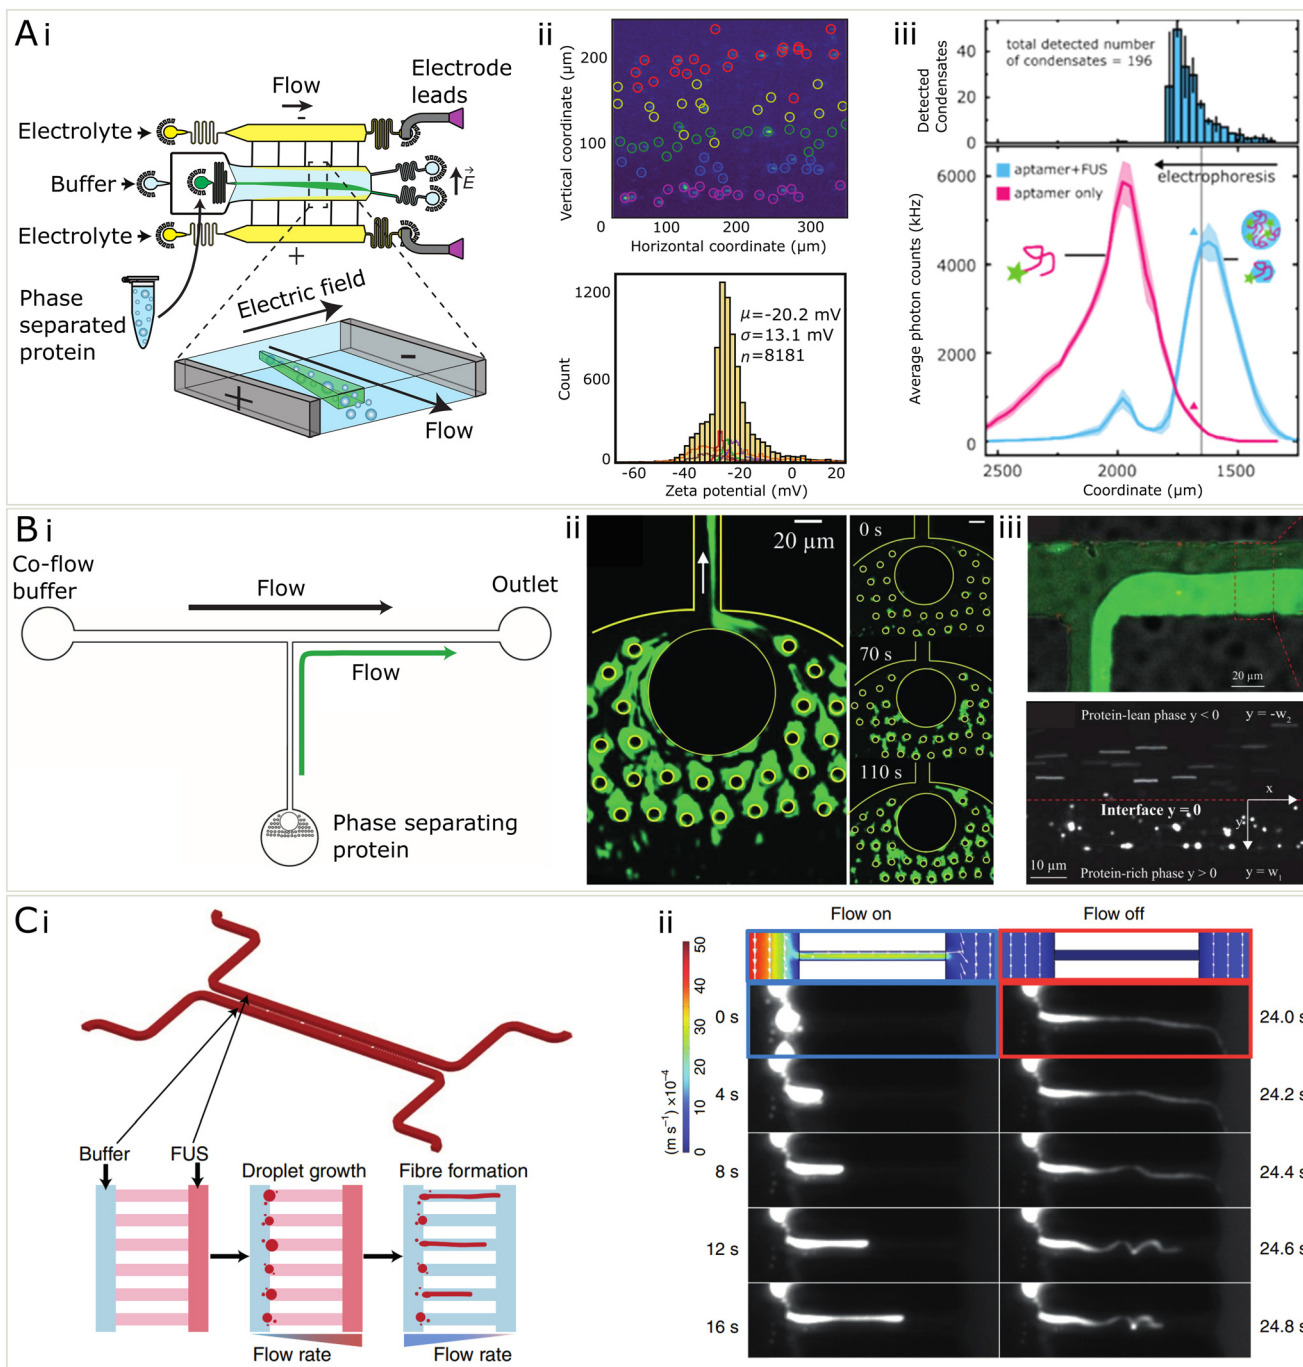 A i
Flow
-
Electrode
leads
Electrolyte
Buffer
E
Electrolyte
+
Phase
separated
protein
Electric field
-
+
Flow
ii
Vertical coordinate (µm)
200
100
0
0
100
200
300
Horizontal coordinate (µm)
Count
1200
600
0
µ=-20.2 mV
σ=13.1 mV
n=8181
-60
-40
-20
0
20
Zeta potential (mV)
iii
Detected
Condensates
40
20
0
total detected number
of condensates = 196
Average photon counts (kHz)
6000
4000
2000
0
aptamer+FUS
aptamer only
electrophoresis
2500
2000
1500
Coordinate (µm)
B i
Co-flow
buffer
Flow
Outlet
Flow
Phase separating
protein
ii
20 µm
0 s
70 s
110 s
iii
20 µm
Protein-lean phase y < 0
y = -w2
x
Interface y = 0
y
10 µm
Protein-rich phase y > 0
y = w1
C i
Buffer
FUS
Droplet growth
Fibre formation
Flow rate
Flow rate
ii
Flow on
Flow off
50
40
30
20
10
0
(m s⁻¹) ×10⁻⁴
0 s
24.0 s
4 s
24.2 s
8 s
24.4 s
12 s
24.6 s
16 s
24.8 s